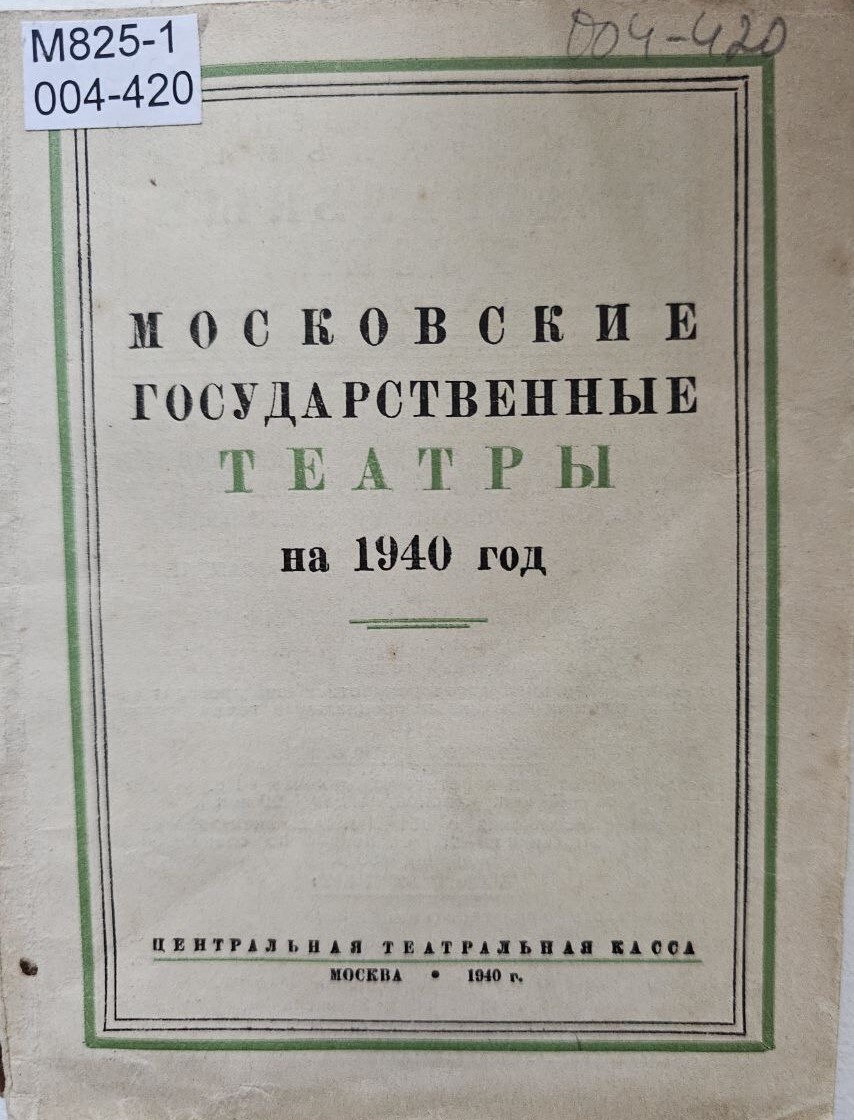 М825-1
004-420
004-420
МОСКОВСКИЕ
ГОСУДАРСТВЕННЫЕ
ТЕАТРЫ
на 1940 год
ЦЕНТРАЛЬНАЯ ТЕАТРАЛЬНАЯ КАССА
МОСКВА • 1940 г.